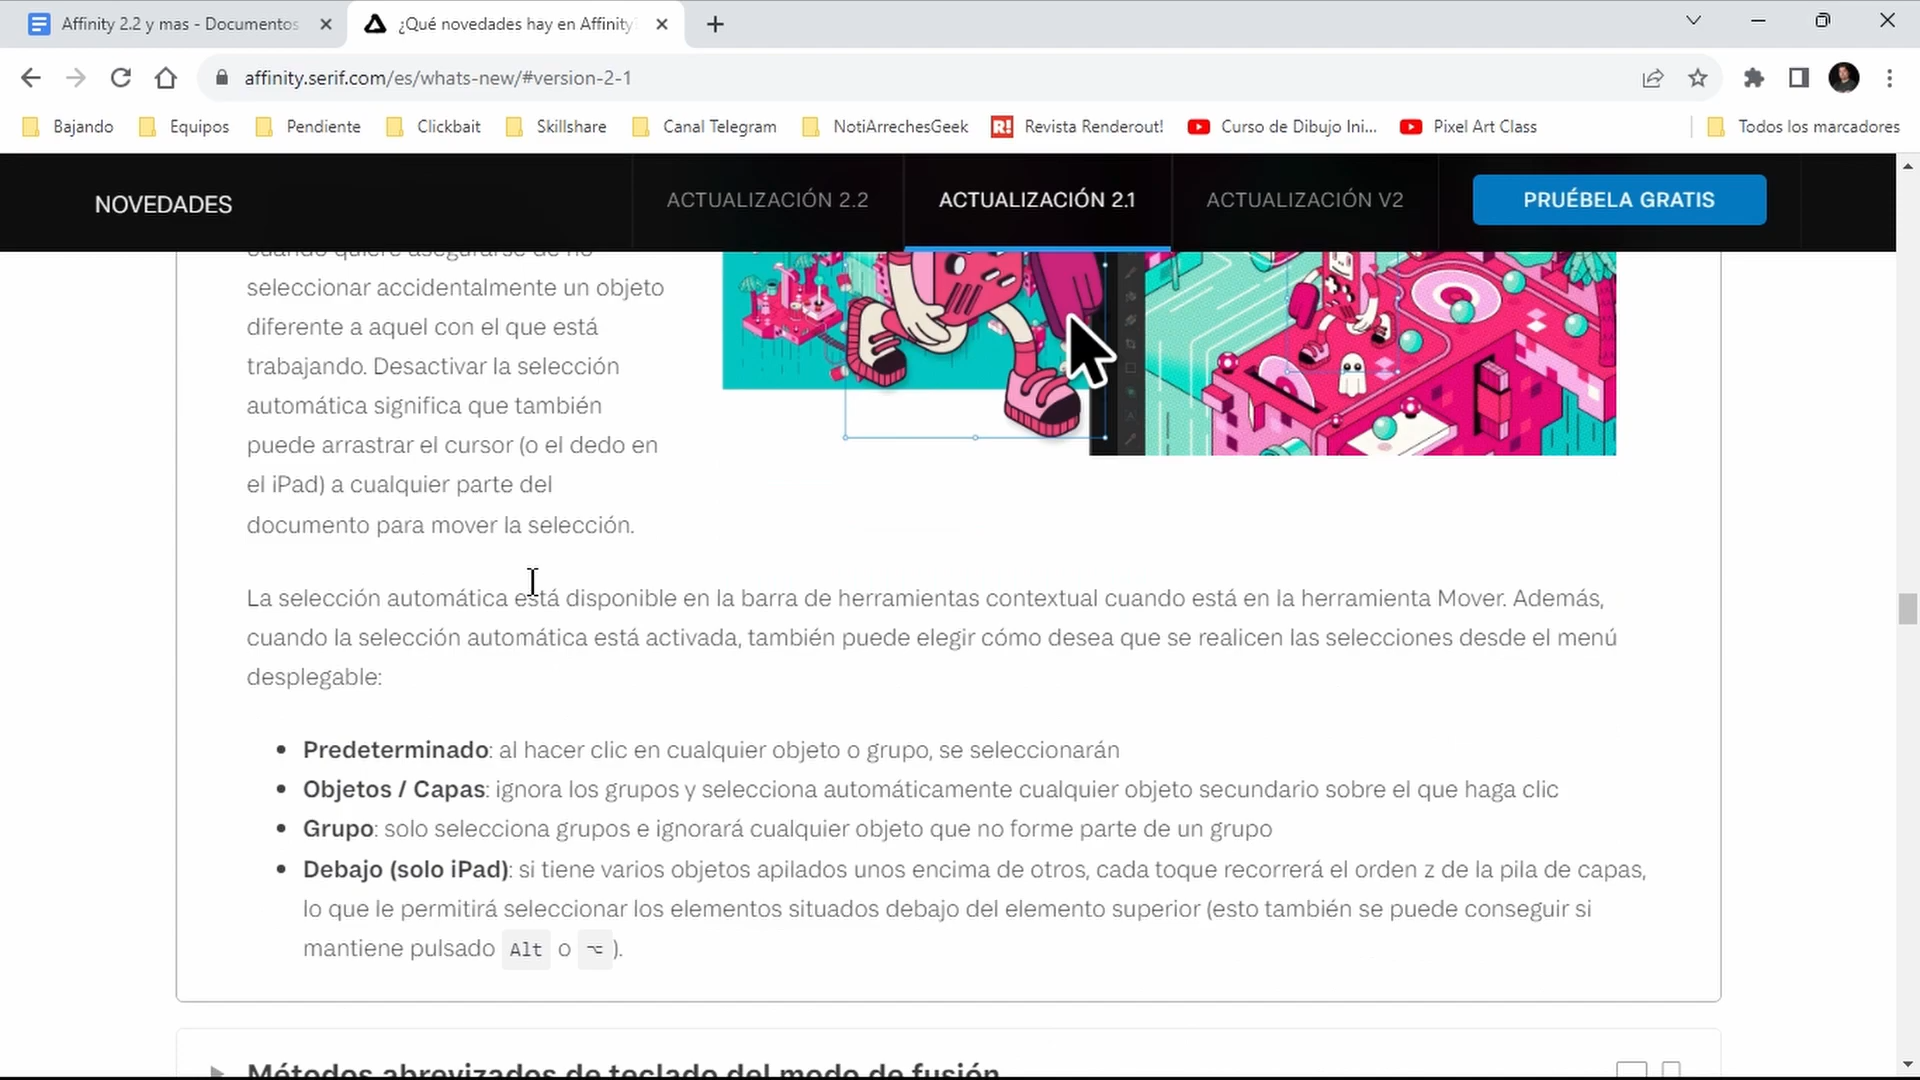 Affinity 2.2 y mas - Documentos
¿Qué novedades hay en Affinity
affinity.serif.com/es/whats-new/#version-2-1
Bajando
Equipos
Pendiente
Clickbait
Skillshare
Canal Telegram
NotiArrechesGeek
R! Revista Renderout!
Curso de Dibujo Ini...
Pixel Art Class
Todos los marcadores
NOVEDADES
ACTUALIZACIÓN 2.2
ACTUALIZACIÓN 2.1
ACTUALIZACIÓN V2
PRUÉBELA GRATIS
cuando quiere asegurarse de no
seleccionar accidentalmente un objeto
diferente a aquel con el que está
trabajando. Desactivar la selección
automática significa que también
puede arrastrar el cursor (o el dedo en
el iPad) a cualquier parte del
documento para mover la selección.
La selección automática está disponible en la barra de herramientas contextual cuando está en la herramienta Mover. Además,
cuando la selección automática está activada, también puede elegir cómo desea que se realicen las selecciones desde el menú
desplegable:
• Predeterminado: al hacer clic en cualquier objeto o grupo, se seleccionarán
• Objetos / Capas: ignora los grupos y selecciona automáticamente cualquier objeto secundario sobre el que haga clic
• Grupo: solo selecciona grupos e ignorará cualquier objeto que no forme parte de un grupo
• Debajo (solo iPad): si tiene varios objetos apilados unos encima de otros, cada toque recorrerá el orden z de la pila de capas,
lo que le permitirá seleccionar los elementos situados debajo del elemento superior (esto también se puede conseguir si
mantiene pulsado Alt o ⌥ ).
Métodos abreviados de teclado del modo de fusión